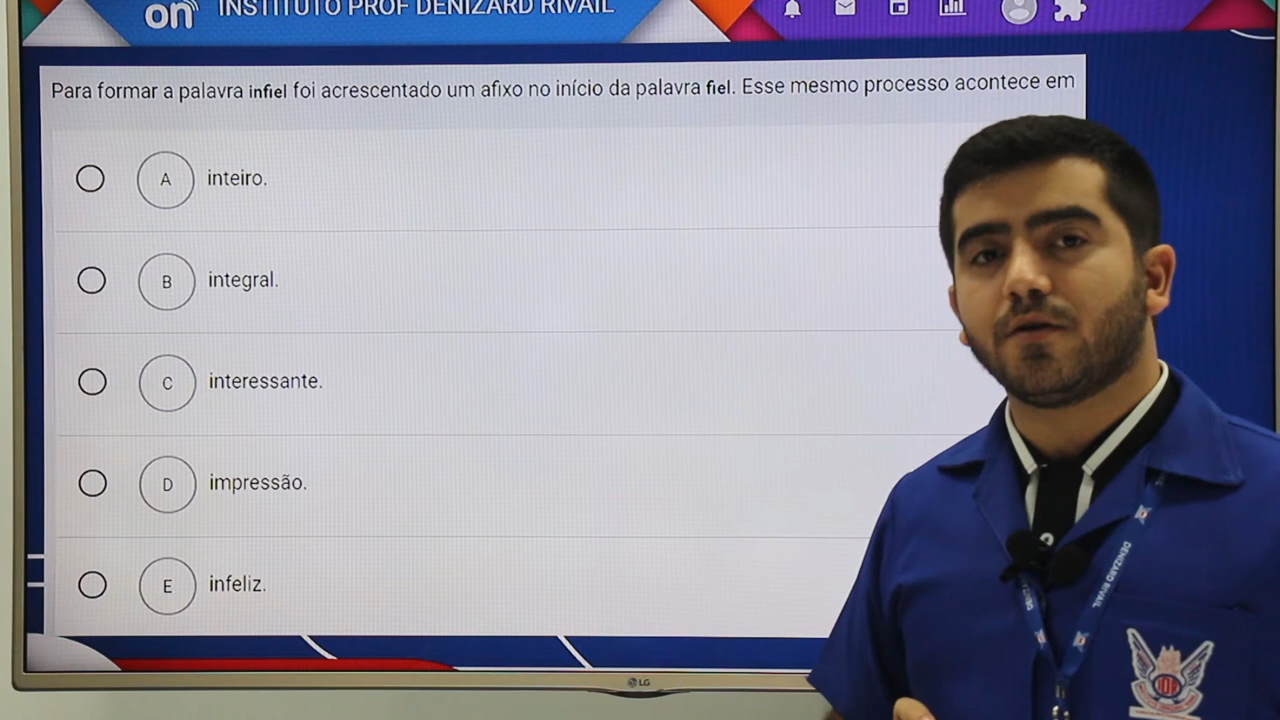 on INSTITUTO PROF DENIZARD RIVAIL
Para formar a palavra infiel foi acrescentado um afixo no início da palavra fiel. Esse mesmo processo acontece em
A inteiro.
B integral.
C interessante.
D impressão.
E infeliz.
LG
DENIZARD RIVAIL